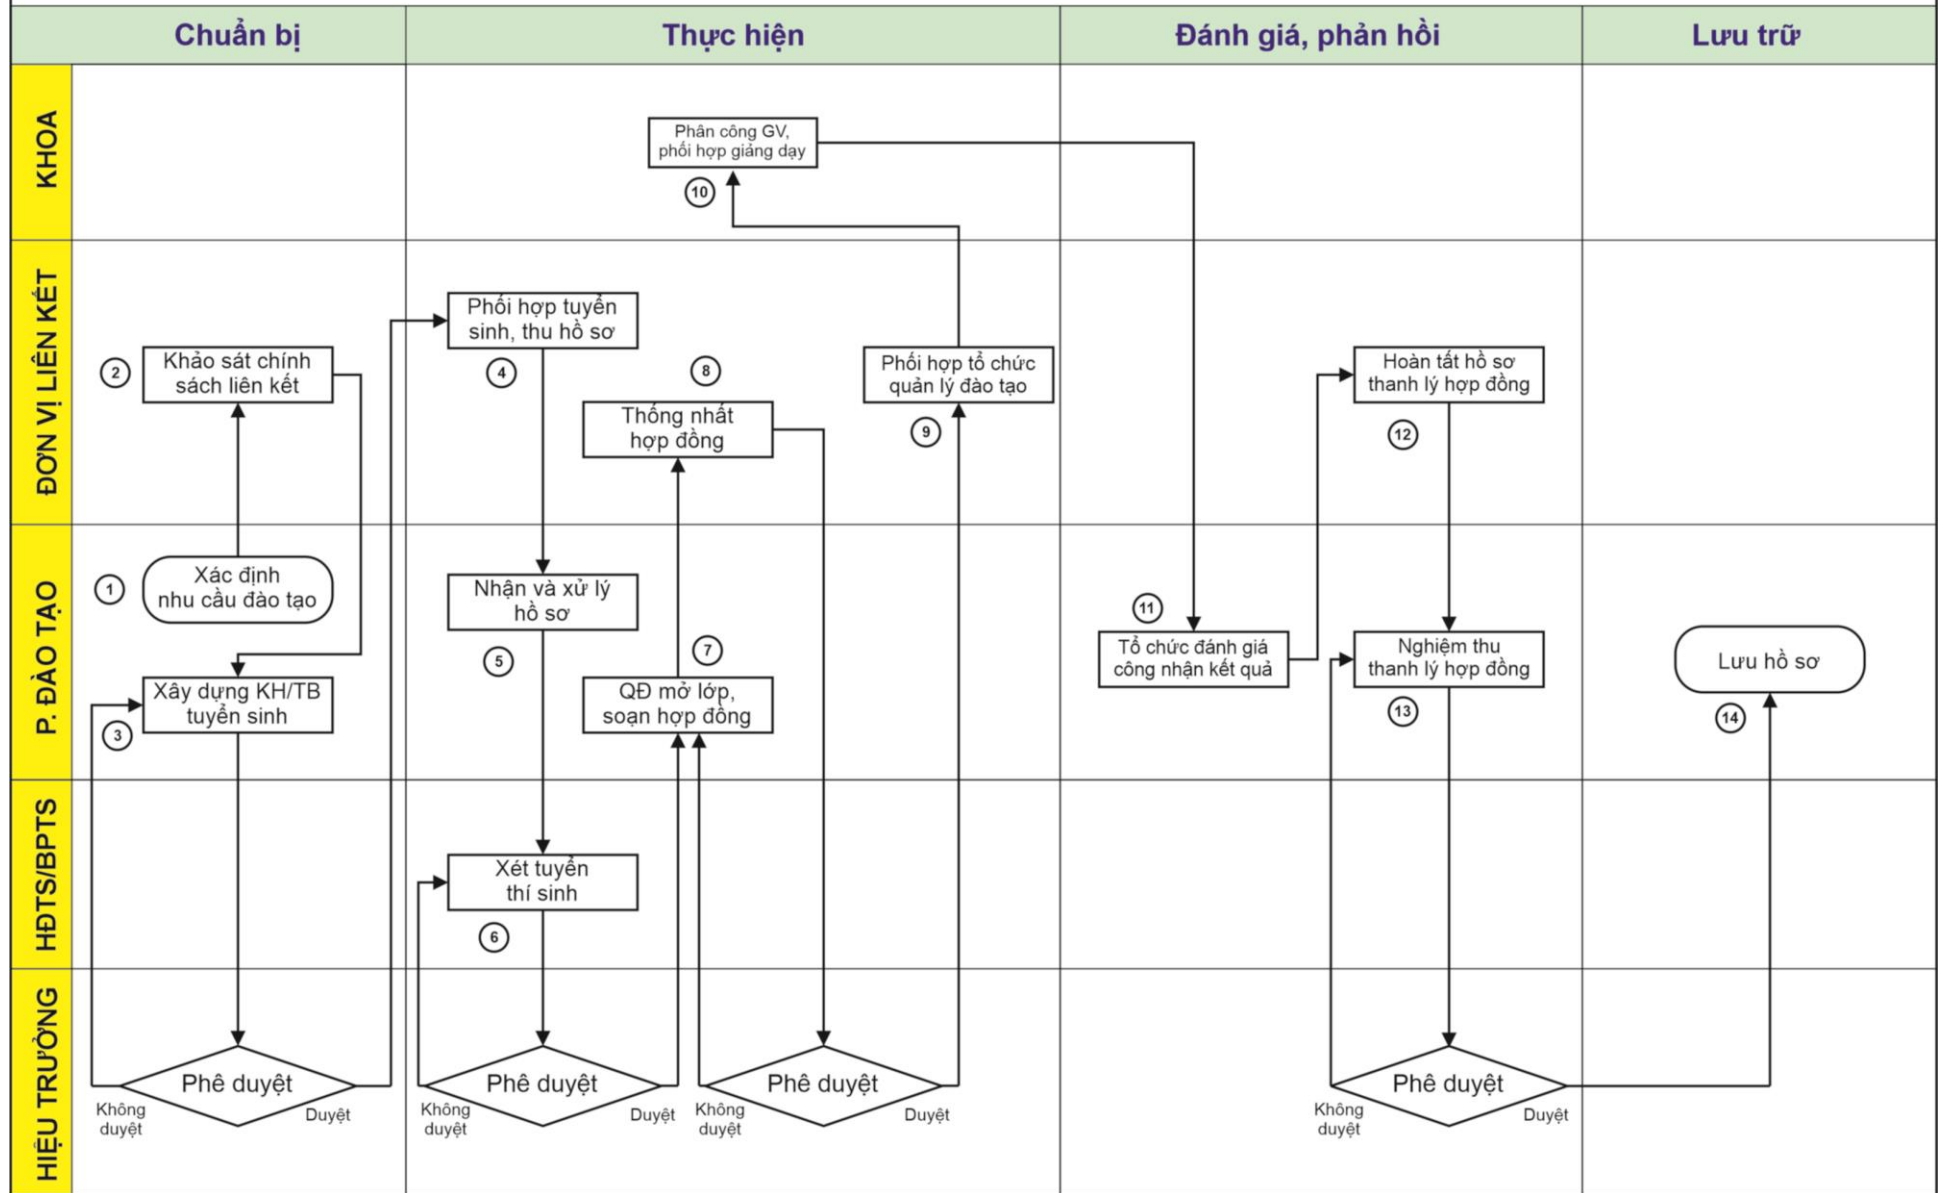 Chuẩn bị
Thực hiện
Đánh giá, phản hồi
Lưu trữ
KHOA
Phân công GV,
phối hợp giảng dạy
10
ĐƠN VỊ LIÊN KẾT
2
Khảo sát chính
sách liên kết
Phối hợp tuyển
sinh, thu hồ sơ
4
8
Thống nhất
hợp đồng
Phối hợp tổ chức
quản lý đào tạo
9
Hoàn tất hồ sơ
thanh lý hợp đồng
12
P. ĐÀO TẠO
1
Xác định
nhu cầu đào tạo
Xây dựng KH/TB
tuyển sinh
3
Nhận và xử lý
hồ sơ
5
7
QĐ mở lớp,
soạn hợp đồng
11
Tổ chức đánh giá
công nhận kết quả
Nghiệm thu
thanh lý hợp đồng
13
Lưu hồ sơ
14
HĐTS/BPTS
Xét tuyển
thí sinh
6
HIỆU TRƯỞNG
Phê duyệt
Không
duyệt
Duyệt
Phê duyệt
Không
duyệt
Duyệt
Phê duyệt
Không
duyệt
Duyệt
Phê duyệt
Không
duyệt
Duyệt